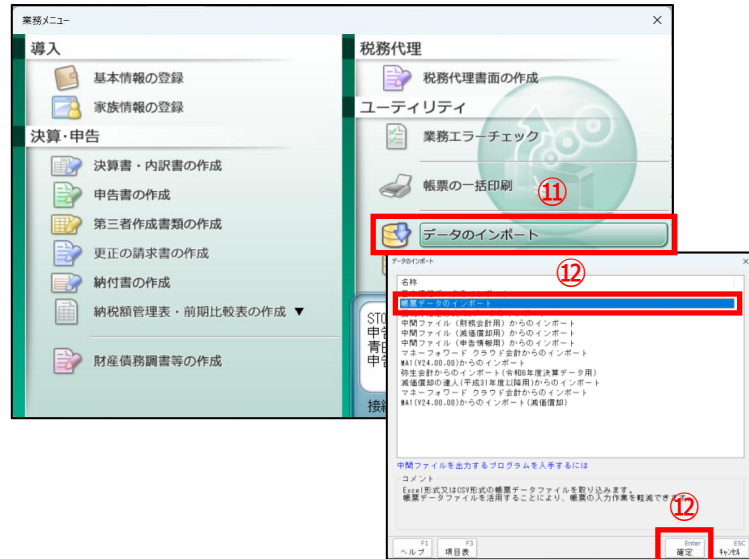 業務メニュー
導入
基本情報の登録
家族情報の登録
決算・申告
決算書・内訳書の作成
申告書の作成
第三者作成書類の作成
更正の請求書の作成
納付書の作成
納税額管理表・前期比較表の作成 ▼
財産債務調書等の作成
税務代理
税務代理書面の作成
ユーティリティ
業務エラーチェック
帳票の一括印刷
⑪
データのインポート
データのインポート
⑫
名称
帳票データのインポート
中間ファイル(財務会計用)からのインポート
中間ファイル(減価償却用)からのインポート
中間ファイル(申告情報用)からのインポート
マネーフォワード クラウド会計からのインポート
MA1(V24.00.00)からのインポート
弥生会計からのインポート(令和6年度決算データ用)
減価償却の達人(平成31年度以降用)からのインポート
マネーフォワード クラウド会計からのインポート
MA1(V24.00.00)からのインポート(減価償却)
中間ファイルを出力するプログラムを入手するには
コメント
Excel形式又はCSV形式の帳票データファイルを取り込みます。
帳票データファイルを活用することにより、帳票の入力作業を軽減できます。
⑫
F1
ヘルプ
F3
項目表
Enter
確定
ESC
キャンセル